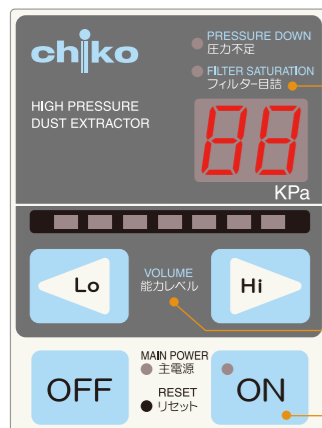 chiko
PRESSURE DOWN
圧力不足
FILTER SATURATION
フィルター目詰
HIGH PRESSURE
DUST EXTRACTOR
88
KPa
Lo
VOLUME
能力レベル
Hi
OFF
MAIN POWER
主電源
RESET
リセット
ON